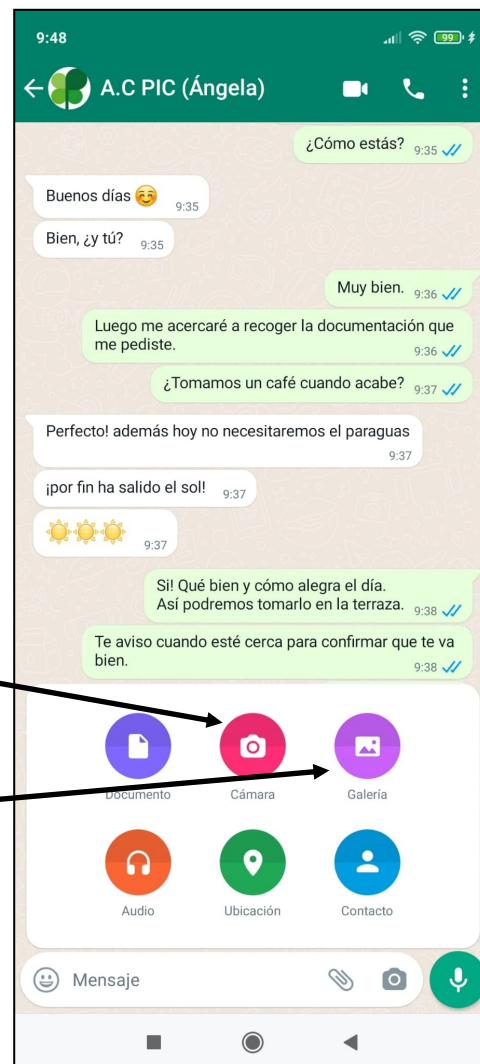 9:48
99
A.C PIC (Ángela)
¿Cómo estás? 9:35
Buenos días 😊 9:35
Bien, ¿y tú? 9:35
Muy bien. 9:36
Luego me acercaré a recoger la documentación que
me pediste. 9:36
¿Tomamos un café cuando acabe? 9:37
Perfecto! además hoy no necesitaremos el paraguas
9:37
¡por fin ha salido el sol! 9:37
🌞🌞🌞 9:37
Si! Qué bien y cómo alegra el día.
Así podremos tomarlo en la terraza. 9:38
Te aviso cuando esté cerca para confirmar que te va
bien. 9:38
Documento Cámara Galería
Audio Ubicación Contacto
Mensaje